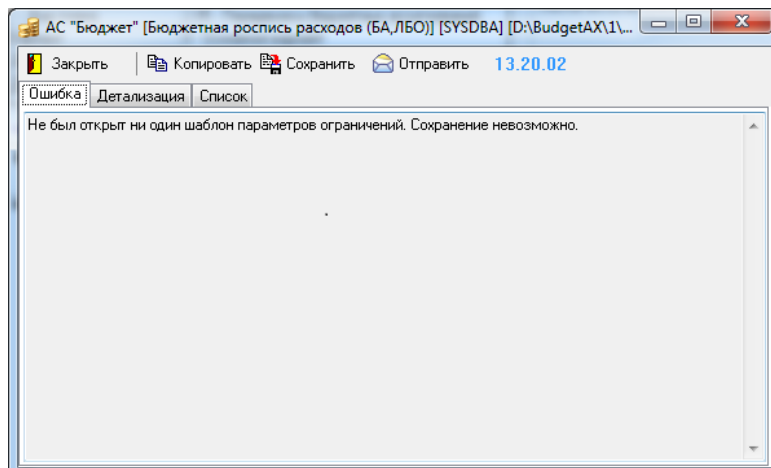 АС "Бюджет" [Бюджетная роспись расходов (БА,ЛБО)] [SYSDBA] [D:\BudgetAX\1\...
Закрыть Копировать Сохранить Отправить 13.20.02
Ошибка Детализация Список
Не был открыт ни один шаблон параметров ограничений. Сохранение невозможно.